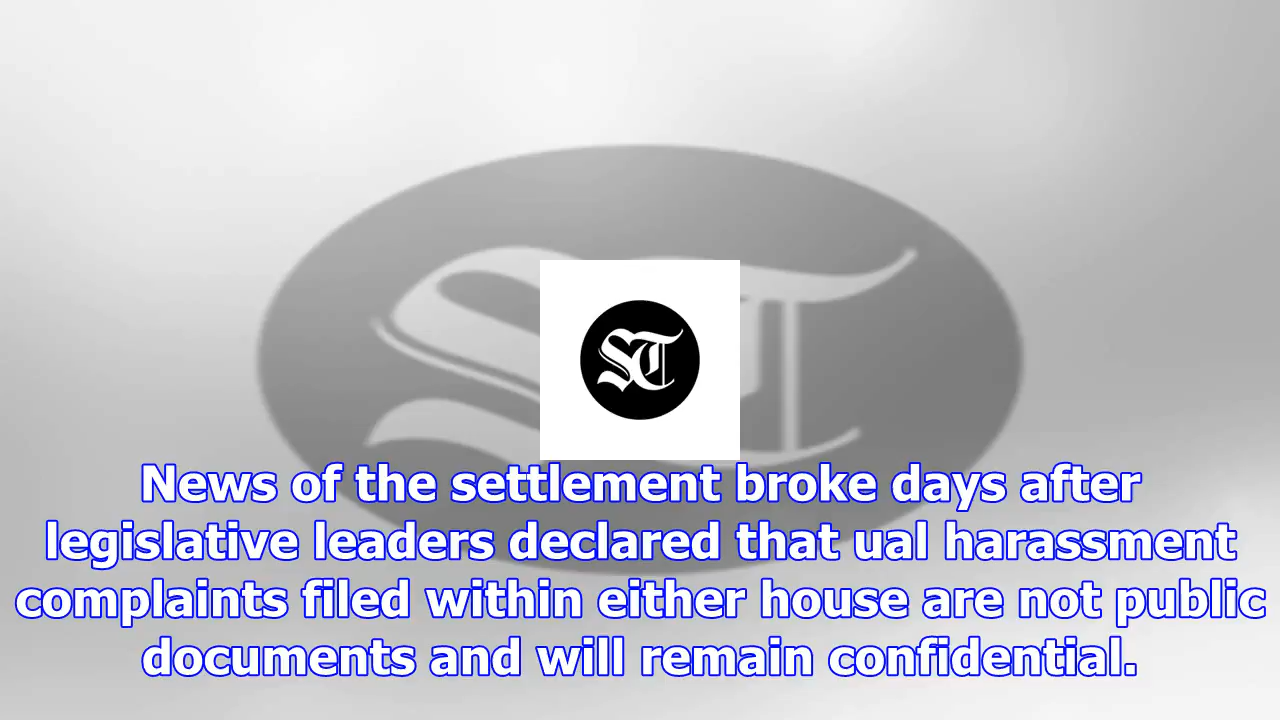 ST
News of the settlement broke days after
legislative leaders declared that ual harassment
complaints filed within either house are not public
documents and will remain confidential.